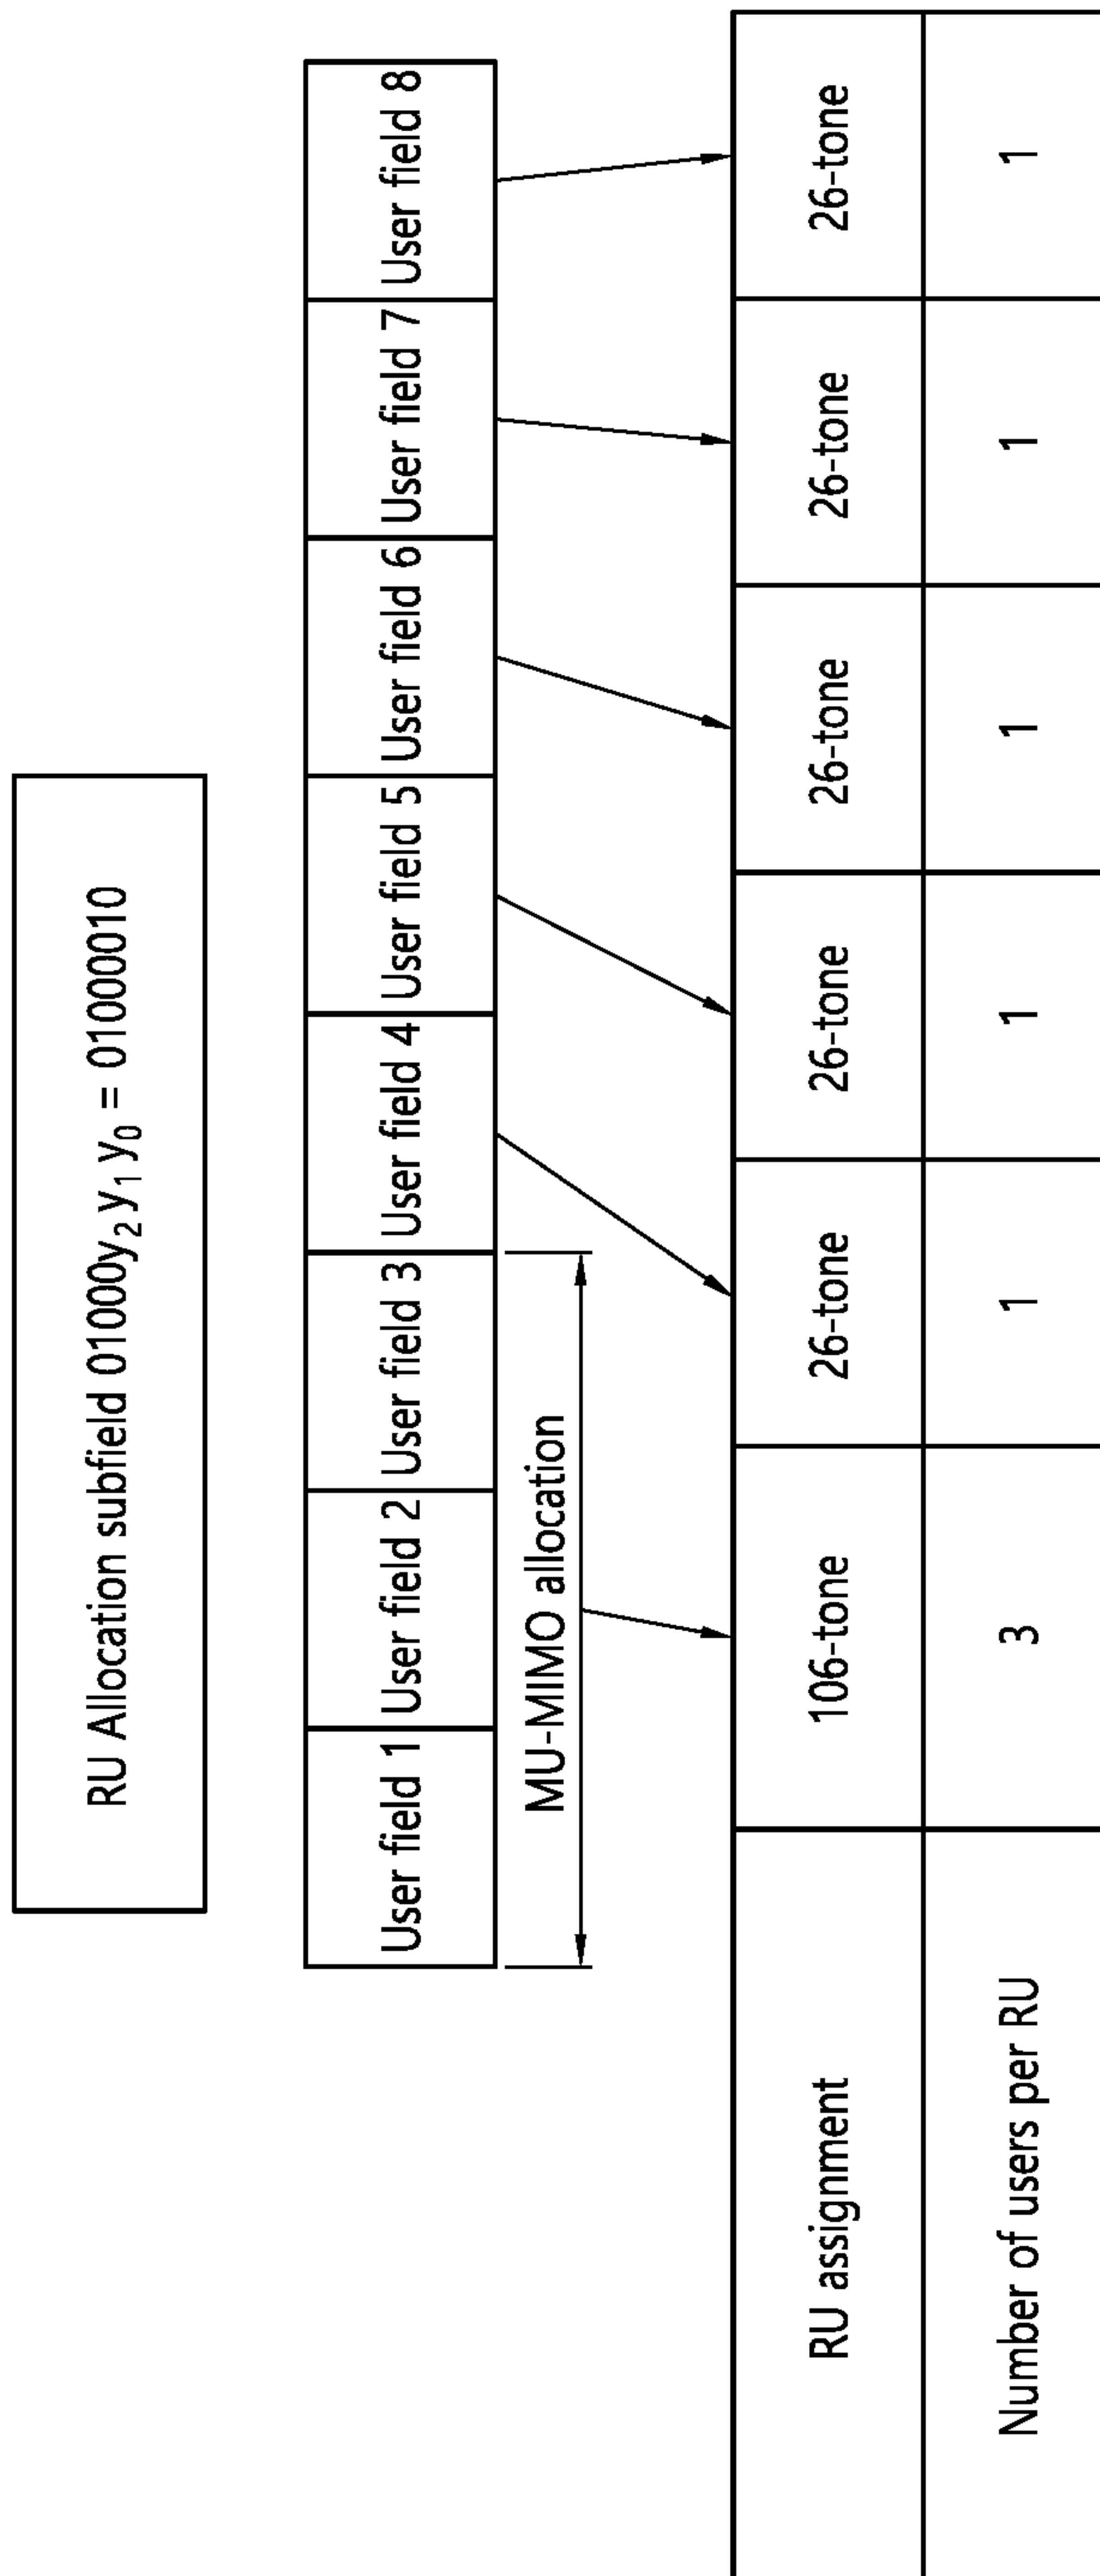 RU Allocation subfield 01000y₂ y₁ y₀ = 01000010
User field 1 User field 2 User field 3 User field 4 User field 5 User field 6 User field 7 User field 8
MU-MIMO allocation
RU assignment 106-tone 26-tone 26-tone 26-tone 26-tone 26-tone
Number of users per RU 3 1 1 1 1 1